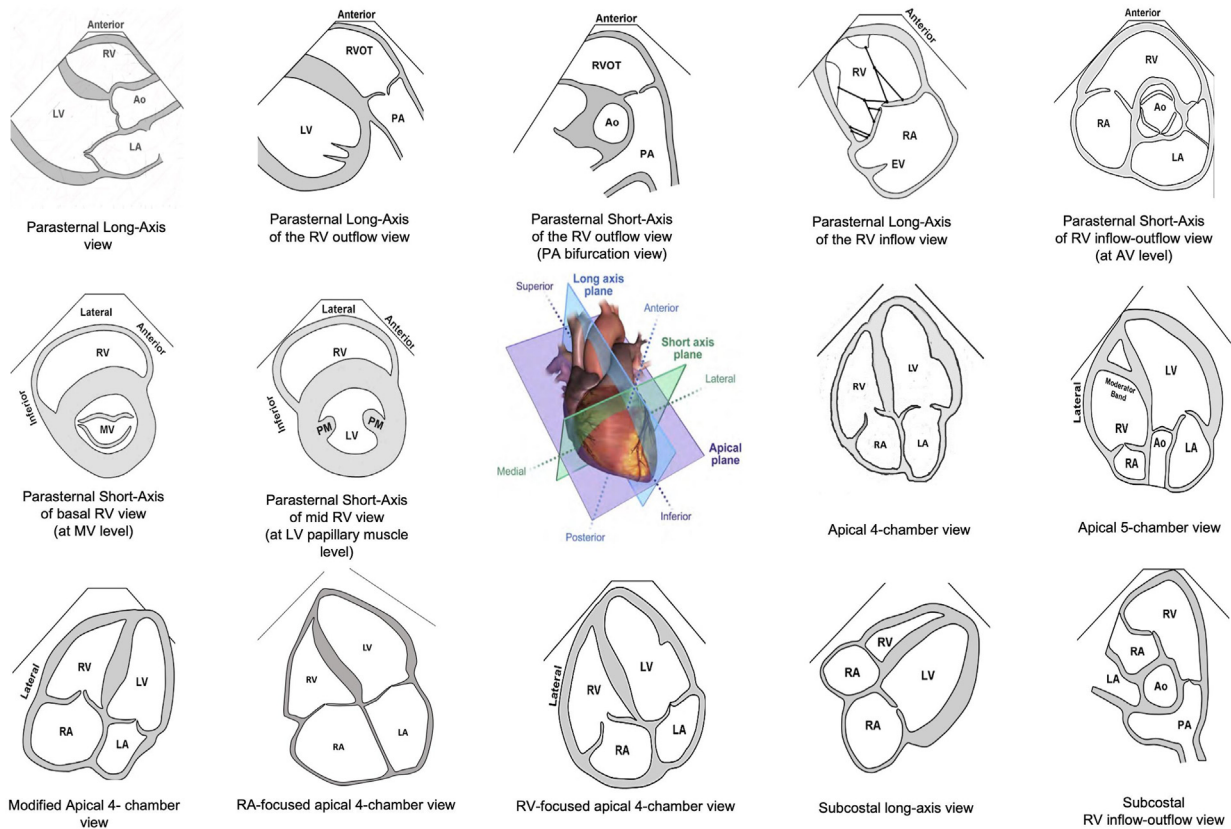 Anterior
RV
Ao
LV
LA
Parasternal Long-Axis
view
RVOT
LV
PA
Parasternal Long-Axis
of the RV outflow view
RVOT
Ao
PA
Parasternal Short-Axis
of the RV outflow view
(PA bifurcation view)
Anterior
RV
RA
EV
Parasternal Long-Axis
of the RV inflow view
Anterior
RV
Ao
RA
LA
Parasternal Short-Axis
of RV inflow-outflow view
(at AV level)
Lateral
Anterior
RV
Inferior
MV
Parasternal Short-Axis
of basal RV view
(at MV level)
Lateral
Anterior
RV
Inferior
PM
PM
LV
Parasternal Short-Axis
of mid RV view
(at LV papillary muscle
level)
Long axis
plane
Superior
Anterior
Short axis
plane
Lateral
Apical
plane
Medial
Inferior
Posterior
RV
LV
RA
LA
Apical 4-chamber view
LV
Moderator
Band
Lateral
RV
Ao
LA
RA
Apical 5-chamber view
Lateral
RV
LV
RA
LA
Modified Apical 4- chamber
view
LV
RV
RA
LA
RA-focused apical 4-chamber view
Lateral
LV
RV
LA
RA
RV-focused apical 4-chamber view
RV
RA
LV
RA
Subcostal long-axis view
RV
RA
LA
Ao
PA
Subcostal
RV inflow-outflow view